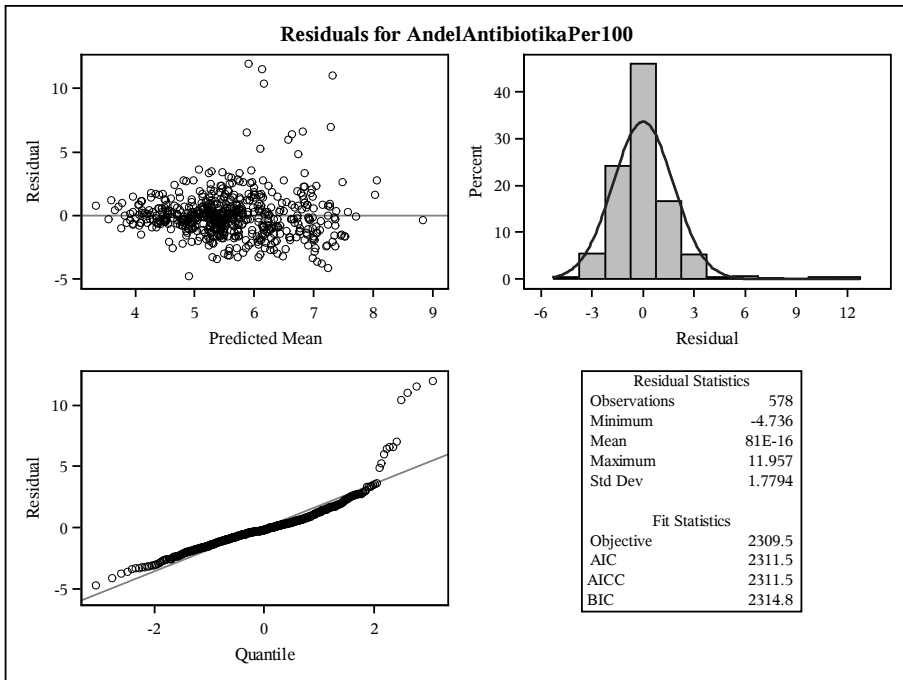 Residuals for AndelAntibiotikaPer100
Residual
10
5
0
-5
4 5 6 7 8 9
Predicted Mean
Percent
40
30
20
10
0
-6 -3 0 3 6 9 12
Residual
Residual
10
5
0
-5
-2 0 2
Quantile
Residual Statistics
Observations 578
Minimum -4.736
Mean 81E-16
Maximum 11.957
Std Dev 1.7794
Fit Statistics
Objective 2309.5
AIC 2311.5
AICC 2311.5
BIC 2314.8